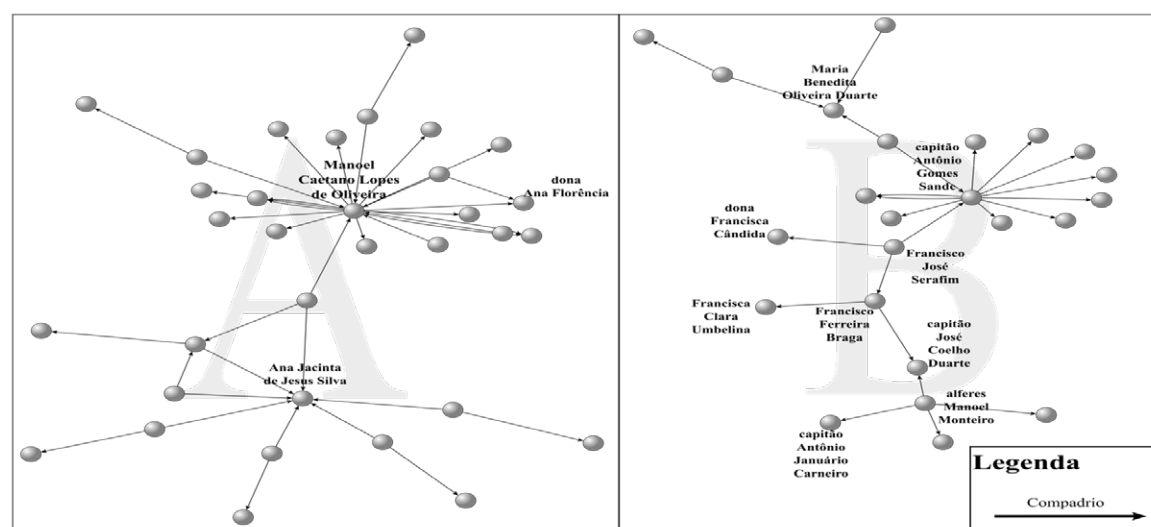 A
Manoel
Caetano Lopes
de Oliveira
dona
Ana Florência
Ana Jacinta
de Jesus Silva
B
Maria
Benedita
Oliveira Duarte
capitão
Antônio
Gomes
Sande
dona
Francisca
Cândida
Francisco
José
Serafim
Francisca
Clara
Umbelina
Francisco
Ferreira
Braga
capitão
José
Coelho
Duarte
alferes
Manoel
Monteiro
capitão
Antônio
Januário
Carneiro
Legenda
Compadrio